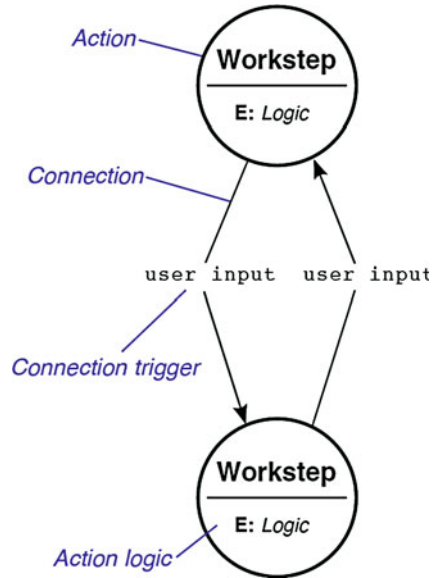 Action
Workstep
E: Logic
Connection
user input user input
Connection trigger
Workstep
E: Logic
Action logic